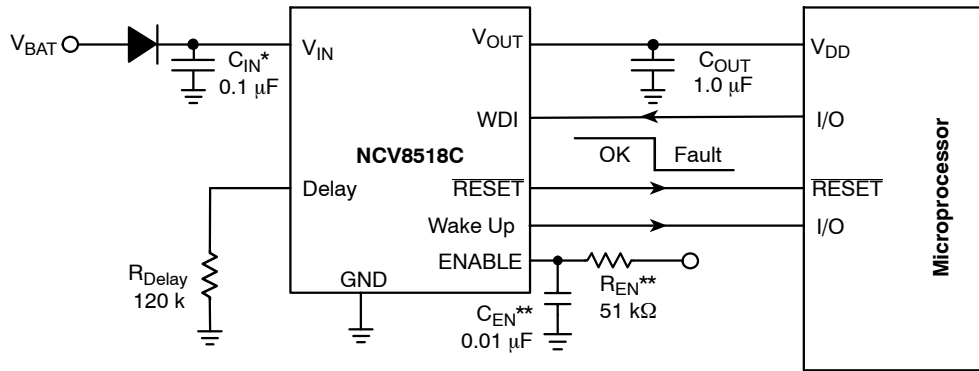 V_BAT
C_IN*
0.1 μF
V_IN
V_OUT
C_OUT
1.0 μF
V_DD
WDI
I/O
NCV8518C
OK
Fault
Delay
RESET
RESET
Wake Up
I/O
Microprocessor
ENABLE
R_Delay
120 k
GND
C_EN**
0.01 μF
R_EN**
51 kΩ